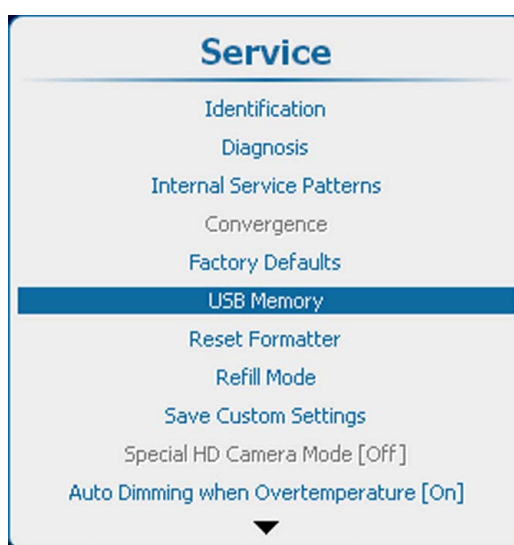 Service
Identification
Diagnosis
Internal Service Patterns
Convergence
Factory Defaults
USB Memory
Reset Formatter
Refill Mode
Save Custom Settings
Special HD Camera Mode [Off]
Auto Dimming when Overtemperature [On]